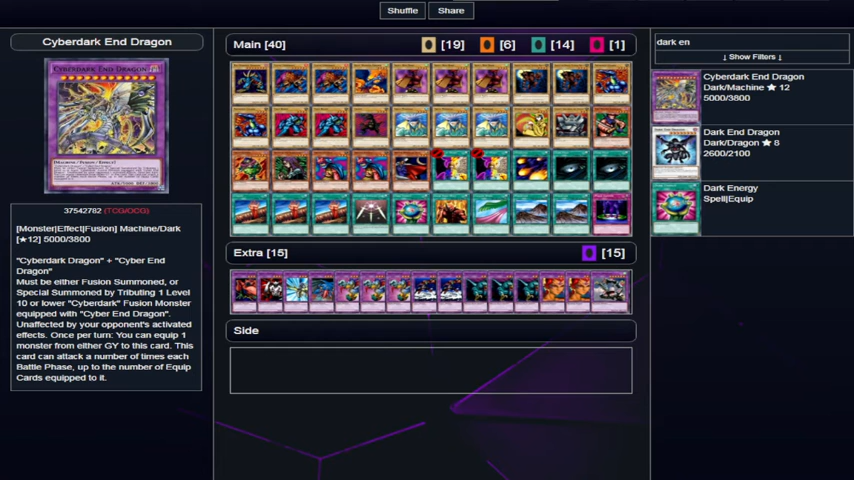 Shuffle
Share
Cyberdark End Dragon
CYBERDARK END DRAGON
37542782 (TCG/OCG)
[Monster|Effect|Fusion] Machine/Dark
[★12] 5000/3800
"Cyberdark Dragon" + "Cyber End
Dragon"
Must be either Fusion Summoned, or
Special Summoned by Tributing 1 Level
10 or lower "Cyberdark" Fusion Monster
equipped with "Cyber End Dragon".
Unaffected by your opponent's activated
effects. Once per turn: You can equip 1
monster from either GY to this card. This
card can attack a number of times each
Battle Phase, up to the number of Equip
Cards equipped to it.
Main [40]
[19]
[6]
[14]
[1]
Extra [15]
[15]
Side
dark en
↓ Show Filters ↓
Cyberdark End Dragon
Dark/Machine ★ 12
5000/3800
Dark End Dragon
Dark/Dragon ★ 8
2600/2100
Dark Energy
Spell|Equip